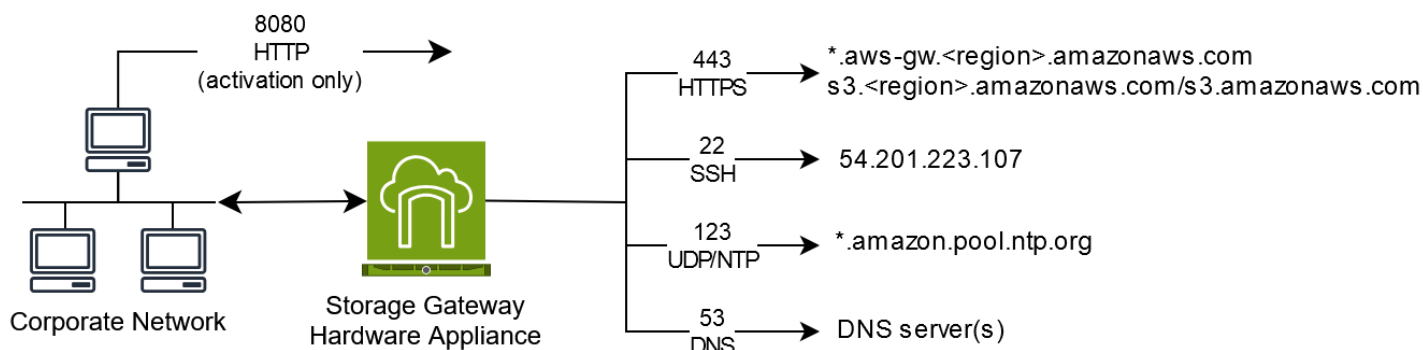 8080
HTTP
(activation only)
443
HTTPS
*.aws-gw.<region>.amazonaws.com
s3.<region>.amazonaws.com/s3.amazonaws.com
22
SSH
54.201.223.107
123
UDP/NTP
*.amazon.pool.ntp.org
53
DNS
DNS server(s)
Corporate Network
Storage Gateway
Hardware Appliance